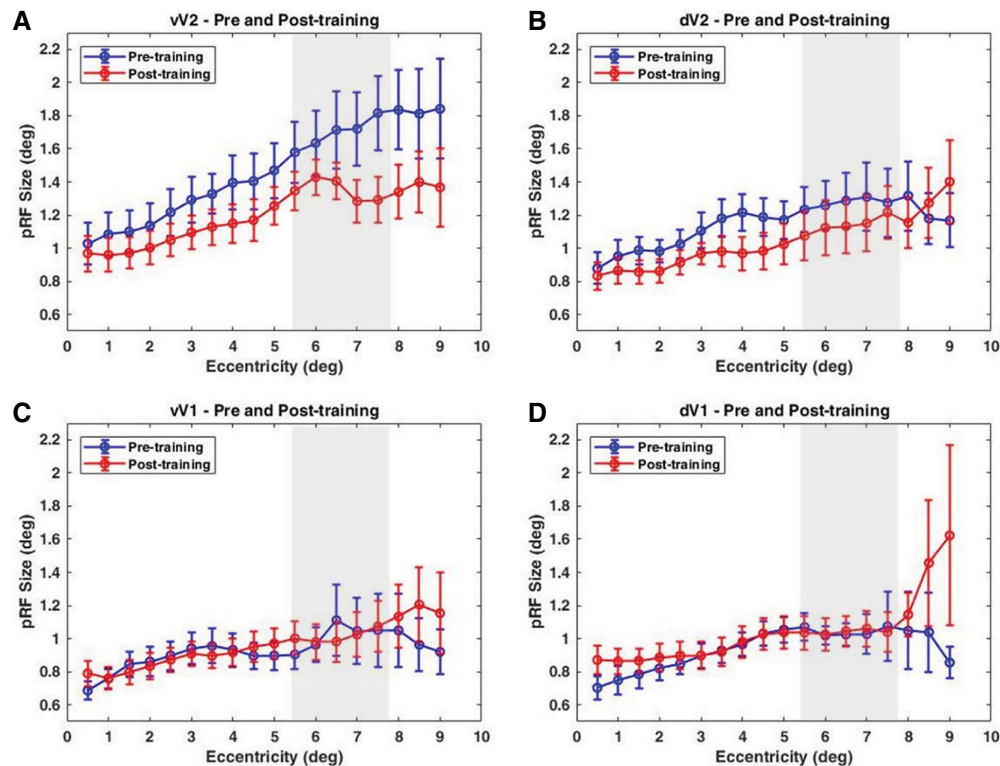 A
vV2 - Pre and Post-training
Pre-training
Post-training
2.2
2
1.8
1.6
1.4
1.2
1
0.8
0.6
pRF Size (deg)
0 1 2 3 4 5 6 7 8 9 10
Eccentricity (deg)
B
dV2 - Pre and Post-training
Pre-training
Post-training
2.2
2
1.8
1.6
1.4
1.2
1
0.8
0.6
pRF Size (deg)
0 1 2 3 4 5 6 7 8 9 10
Eccentricity (deg)
C
vV1 - Pre and Post-training
Pre-training
Post-training
2.2
2
1.8
1.6
1.4
1.2
1
0.8
0.6
pRF Size (deg)
0 1 2 3 4 5 6 7 8 9 10
Eccentricity (deg)
D
dV1 - Pre and Post-training
Pre-training
Post-training
2.2
2
1.8
1.6
1.4
1.2
1
0.8
0.6
pRF Size (deg)
0 1 2 3 4 5 6 7 8 9 10
Eccentricity (deg)